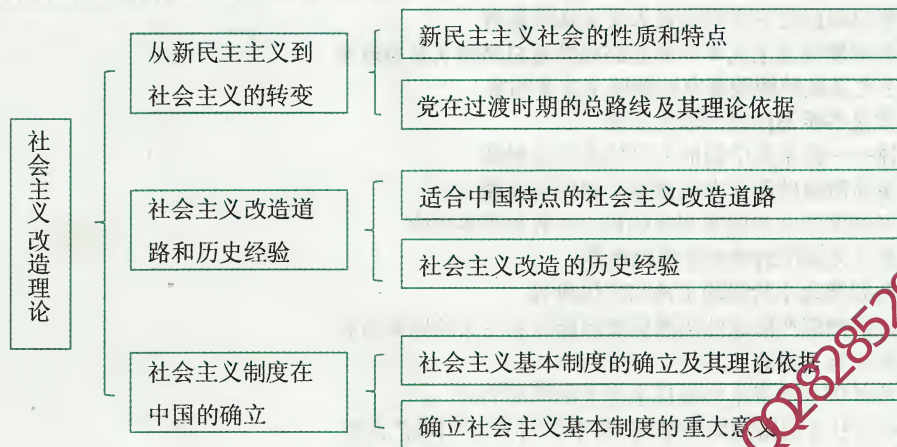 社会主义改造理论
从新民主主义到
社会主义的转变
新民主主义社会的性质和特点
党在过渡时期的总路线及其理论依据
社会主义改造道
路和历史经验
适合中国特点的社会主义改造道路
社会主义改造的历史经验
社会主义制度在
中国的确立
社会主义基本制度的确立及其理论依据
确立社会主义基本制度的重大意义